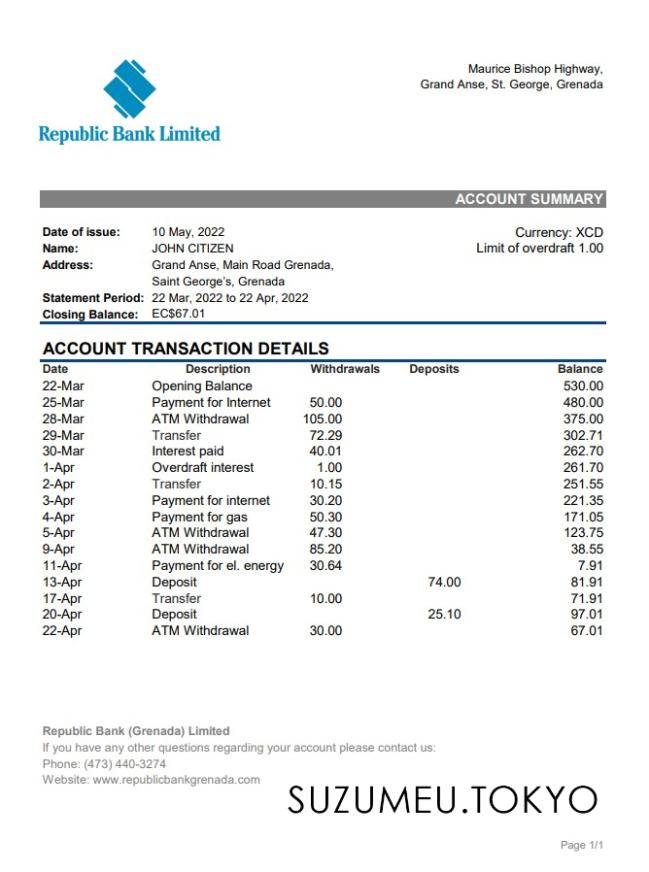 Maurice Bishop Highway,
Grand Anse, St. George, Grenada
Republic Bank Limited
ACCOUNT SUMMARY
Date of issue: 10 May, 2022 Currency: XCD
Name: JOHN CITIZEN Limit of overdraft 1.00
Address: Grand Anse, Main Road Grenada,
Saint George's, Grenada
Statement Period: 22 Mar, 2022 to 22 Apr, 2022
Closing Balance: EC$67.01
ACCOUNT TRANSACTION DETAILS
Date Description Withdrawals Deposits Balance
22-Mar Opening Balance 530.00
25-Mar Payment for Internet 50.00 480.00
28-Mar ATM Withdrawal 105.00 375.00
29-Mar Transfer 72.29 302.71
30-Mar Interest paid 40.01 262.70
1-Apr Overdraft interest 1.00 261.70
2-Apr Transfer 10.15 251.55
3-Apr Payment for internet 30.20 221.35
4-Apr Payment for gas 50.30 171.05
5-Apr ATM Withdrawal 47.30 123.75
9-Apr ATM Withdrawal 85.20 38.55
11-Apr Payment for el. energy 30.64 7.91
13-Apr Deposit 74.00 81.91
17-Apr Transfer 10.00 71.91
20-Apr Deposit 25.10 97.01
22-Apr ATM Withdrawal 30.00 67.01
Republic Bank (Grenada) Limited
If you have any other questions regarding your account please contact us:
Phone: (473) 440-3274
Website: www.republicbankgrenada.com
SUZUMEU.TOKYO
Page 1/1